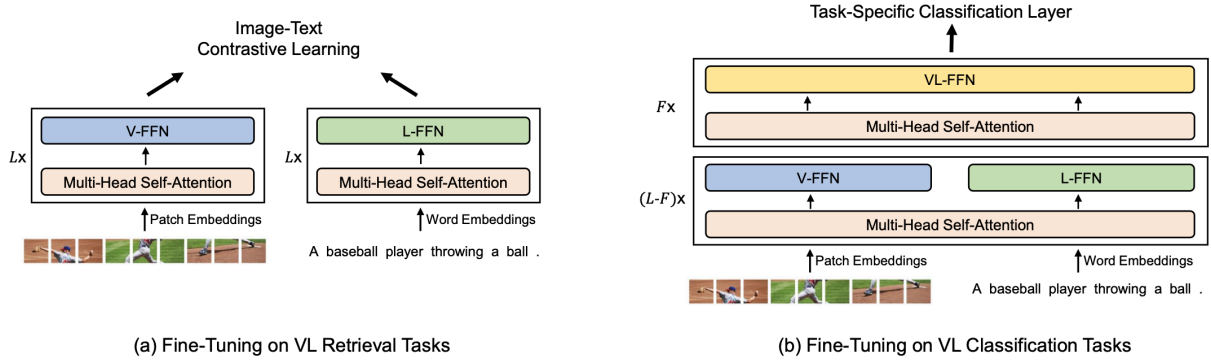 Image-Text
Contrastive Learning
Lx
V-FFN
Multi-Head Self-Attention
Patch Embeddings
Lx
L-FFN
Multi-Head Self-Attention
Word Embeddings
A baseball player throwing a ball .
(a) Fine-Tuning on VL Retrieval Tasks
Task-Specific Classification Layer
Fx
VL-FFN
Multi-Head Self-Attention
(L-F)x
V-FFN
L-FFN
Multi-Head Self-Attention
Patch Embeddings
Word Embeddings
A baseball player throwing a ball .
(b) Fine-Tuning on VL Classification Tasks